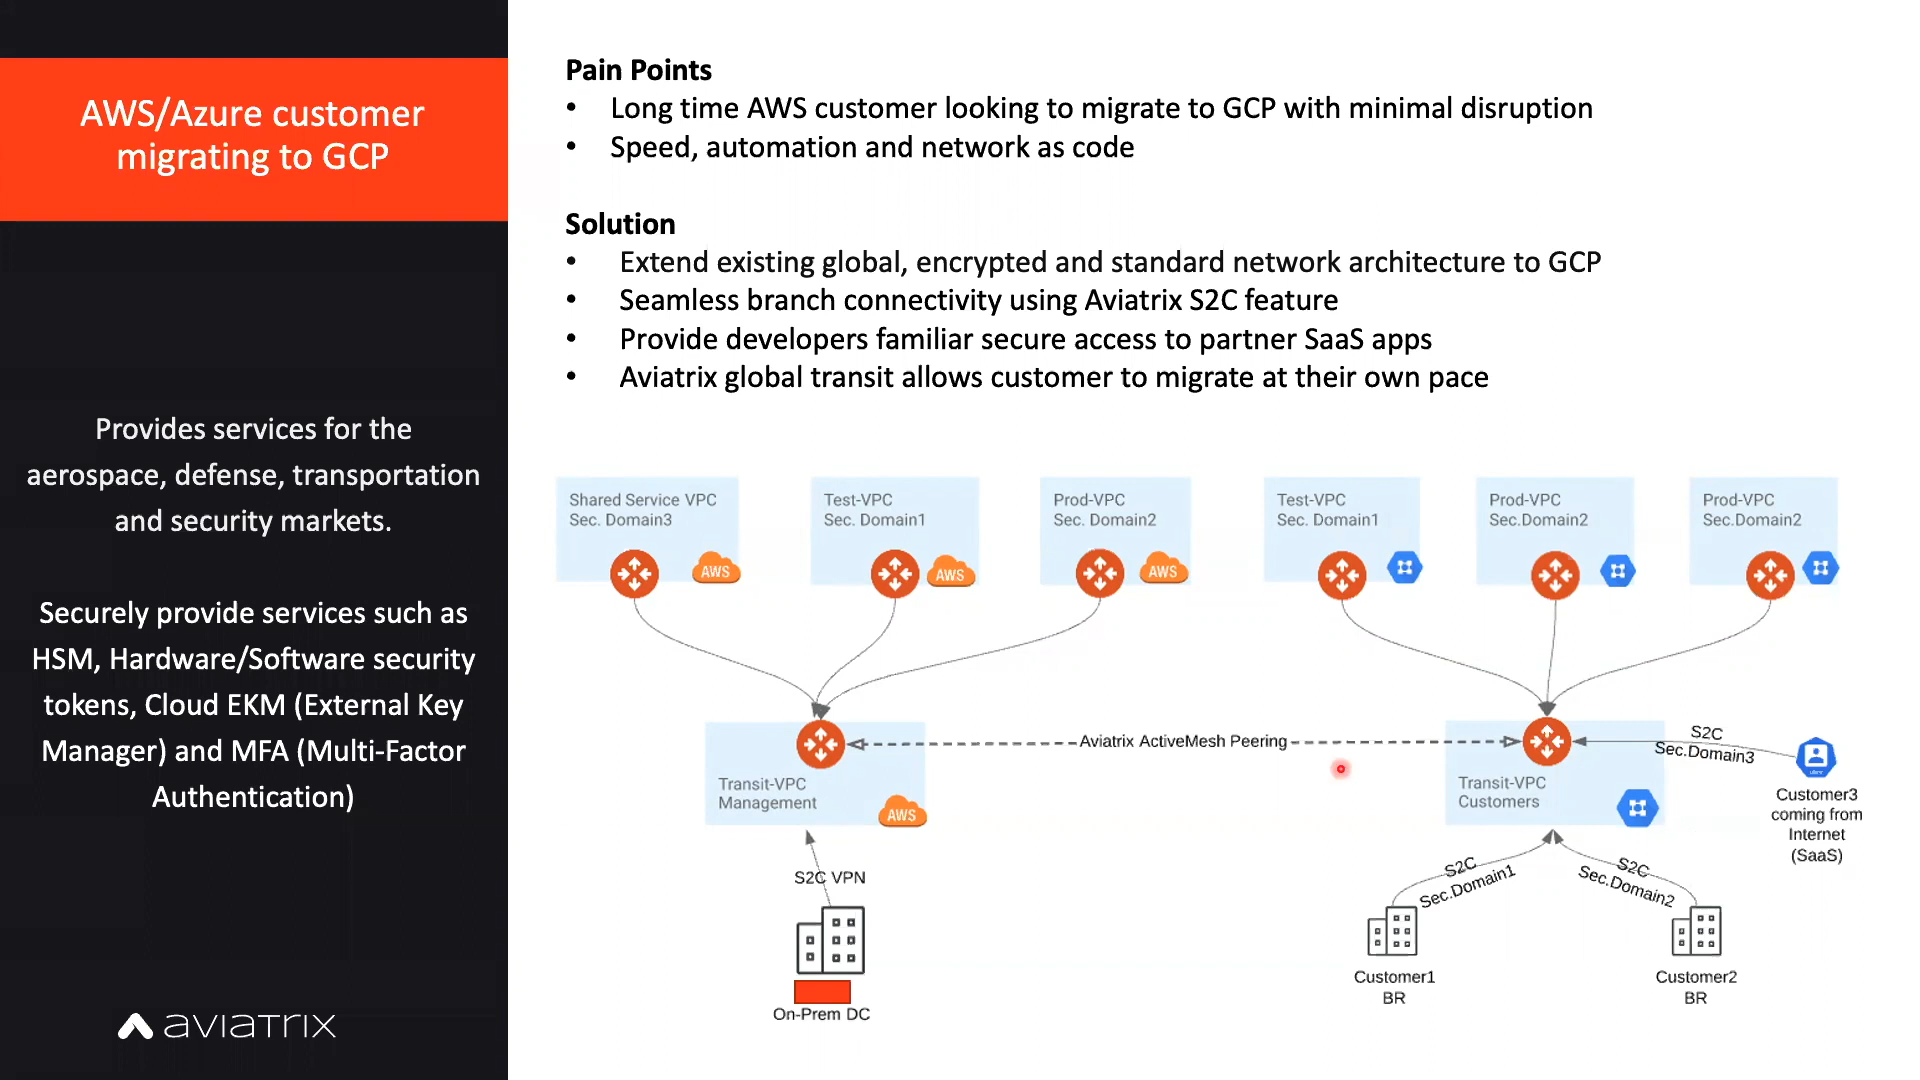 AWS/Azure customer
migrating to GCP
Provides services for the
aerospace, defense, transportation
and security markets.
Securely provide services such as
HSM, Hardware/Software security
tokens, Cloud EKM (External Key
Manager) and MFA (Multi-Factor
Authentication)
aviatrix
Pain Points
• Long time AWS customer looking to migrate to GCP with minimal disruption
• Speed, automation and network as code
Solution
• Extend existing global, encrypted and standard network architecture to GCP
• Seamless branch connectivity using Aviatrix S2C feature
• Provide developers familiar secure access to partner SaaS apps
• Aviatrix global transit allows customer to migrate at their own pace
Shared Service VPC
Sec. Domain3
AWS
Test-VPC
Sec. Domain1
AWS
Prod-VPC
Sec. Domain2
AWS
Test-VPC
Sec. Domain1
Prod-VPC
Sec.Domain2
Prod-VPC
Sec.Domain2
Aviatrix ActiveMesh Peering
Transit-VPC
Management
AWS
Transit-VPC
Customers
S2C
Sec.Domain3
Customer3
coming from
Internet
(SaaS)
S2C VPN
On-Prem DC
S2C
Sec.Domain1
Customer1
BR
S2C
Sec.Domain2
Customer2
BR